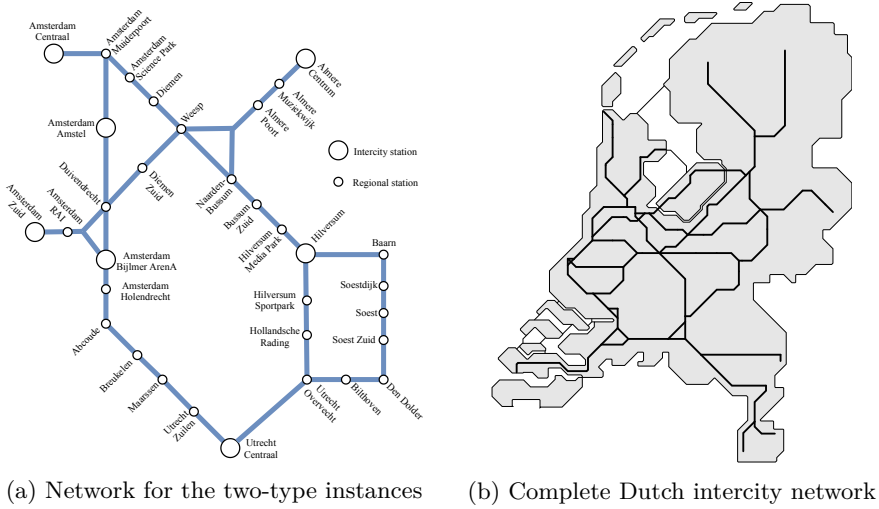 Amsterdam
Centraal
Amsterdam
Muiderpoort
Amsterdam
Science Park
Diemen
Weesp
Almere
Centrum
Almere
Muziekwijk
Almere
Poort
Amsterdam
Amstel
Intercity station
Regional station
Duivendrecht
Diemen
Zuid
Amsterdam
Zuid
Amsterdam
RAI
Naarden-
Bussum
Bussum
Zuid
Hilversum
Media Park
Hilversum
Baarn
Amsterdam
Bijlmer ArenA
Amsterdam
Holendrecht
Soestdijk
Hilversum
Sportpark
Soest
Abcoude
Hollandsche
Rading
Soest Zuid
Breukelen
Maarssen
Utrecht
Zuilen
Utrecht
Overvecht
Bilthoven
Den Dolder
Utrecht
Centraal
(a) Network for the two-type instances
(b) Complete Dutch intercity network